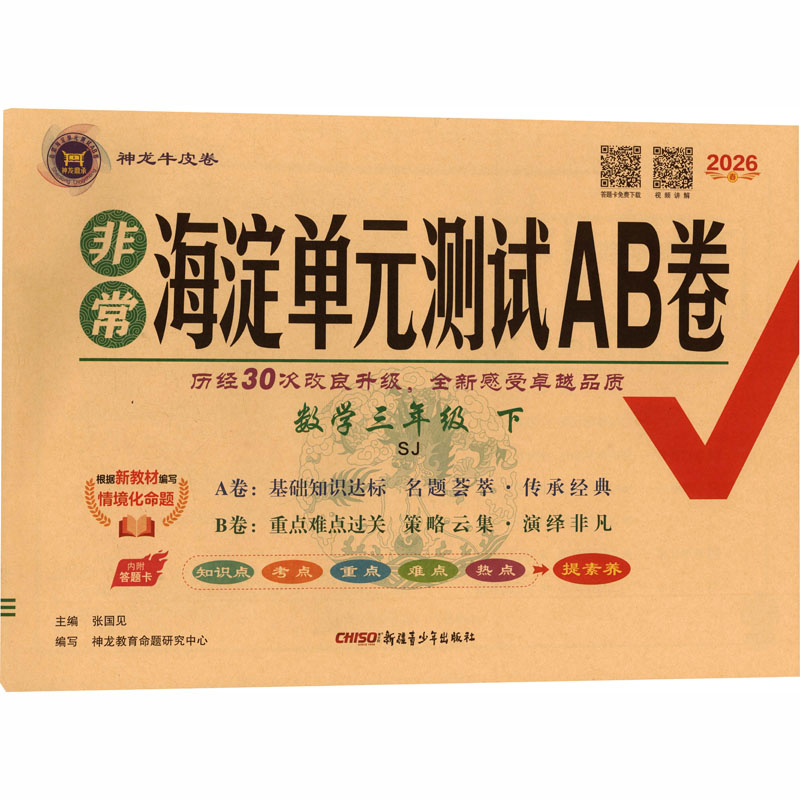 神龙牛皮卷
神龙徽承
答题卡免费下载
视频讲解
2026
春
非常
海淀单元测试AB卷
历经30次改良升级，全新感受卓越品质
数学三年级 下
SJ
根据新教材编写
情境化命题
A卷：基础知识达标 名题荟萃·传承经典
B卷：重点难点过关 策略云集·演绎非凡
内附
答题卡
知识点 考点 重点 难点 热点 提素养
主编 张国见
编写 神龙教育命题研究中心
CHISO 新疆青少年出版社